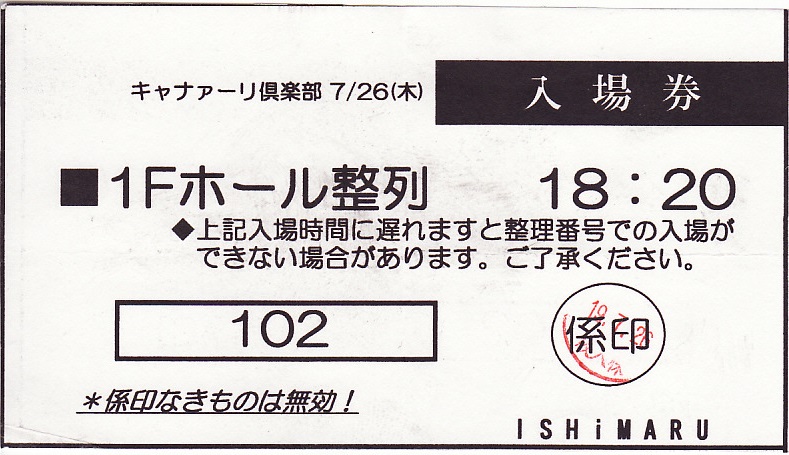 キャナァーリ倶楽部 7/26(木)
入場券
■1Fホール整列 18:20
◆上記入場時間に遅れますと整理番号での入場が
できない場合があります。ご了承ください。
102
係印
19.7.26
*係印なきものは無効!
ISHiMARU